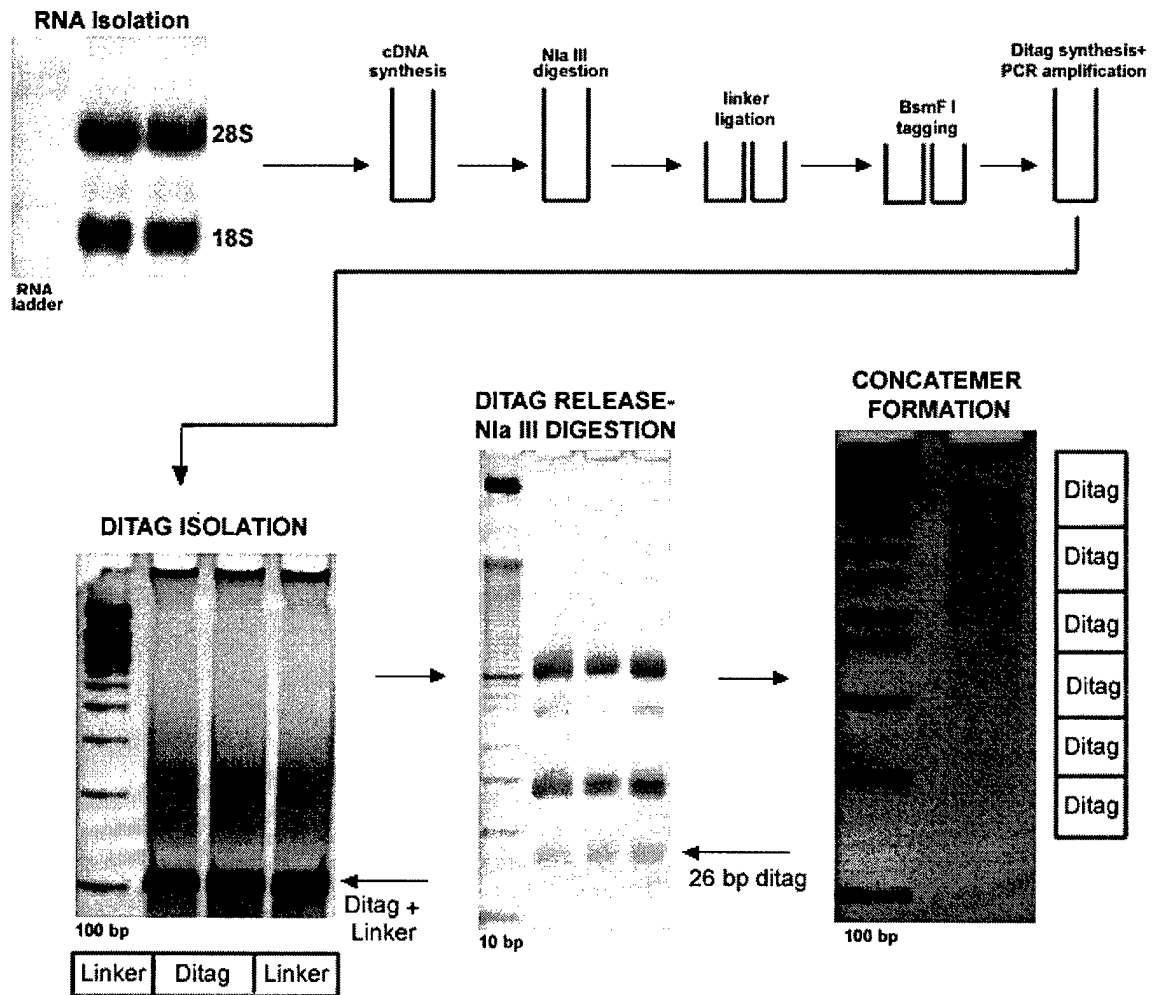 RNA Isolation
28S
18S
RNA
ladder
cDNA
synthesis
Nla III
digestion
linker
ligation
BsmF I
tagging
Ditag synthesis+
PCR amplification
DITAG ISOLATION
100 bp
Ditag +
Linker
Linker
Ditag
Linker
DITAG RELEASE-
Nla III DIGESTION
10 bp
26 bp ditag
CONCATEMER
FORMATION
100 bp
Ditag
Ditag
Ditag
Ditag
Ditag
Ditag